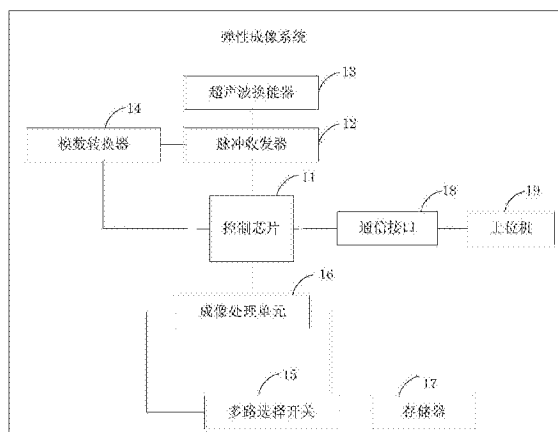 弹性成像系统
13
超声波换能器
14
12
模数转换器
脉冲收发器
11
18
19
控制芯片
通信接口
上位机
16
成像处理单元
15
17
多路选择开关
存储器